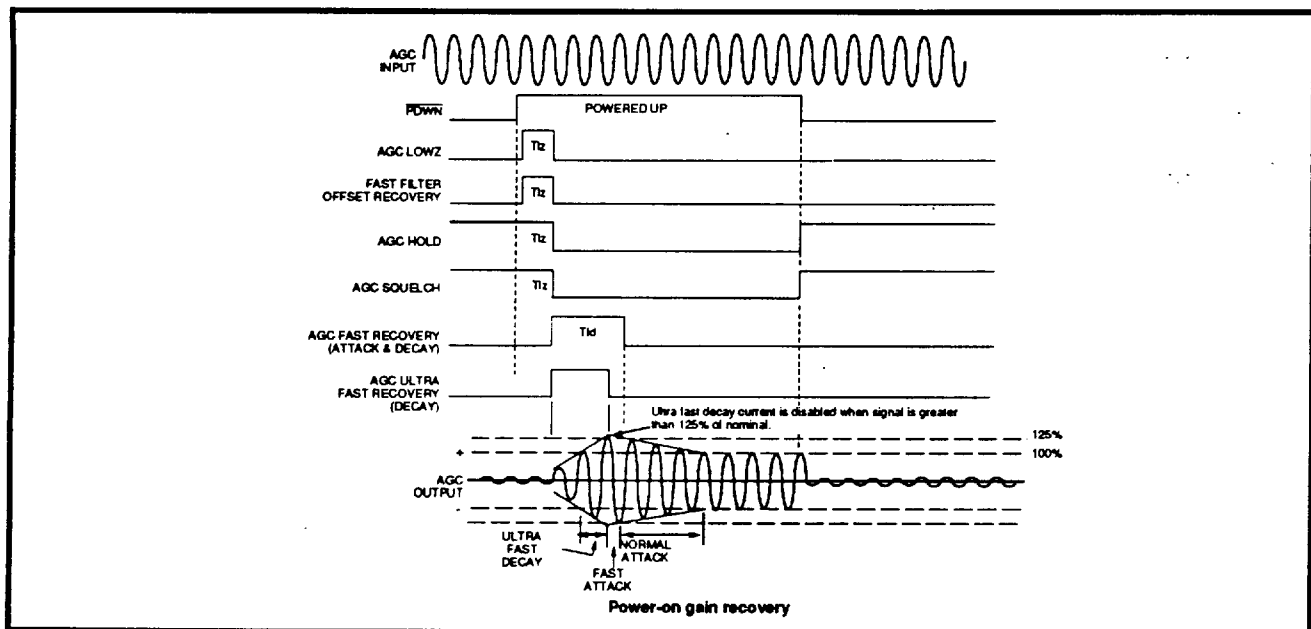 AGC
INPUT
PDWN
POWERED UP
AGC LOWZ
Tlz
FAST FILTER
OFFSET RECOVERY
Tlz
AGC HOLD
Tlz
AGC SQUELCH
Tlz
AGC FAST RECOVERY
(ATTACK & DECAY)
Tfd
AGC ULTRA
FAST RECOVERY
(DECAY)
Ultra fast decay current is disabled when signal is greater
than 125% of nominal.
125%
+
100%
AGC
OUTPUT
-
ULTRA
FAST
DECAY
NORMAL
ATTACK
FAST
ATTACK
Power-on gain recovery